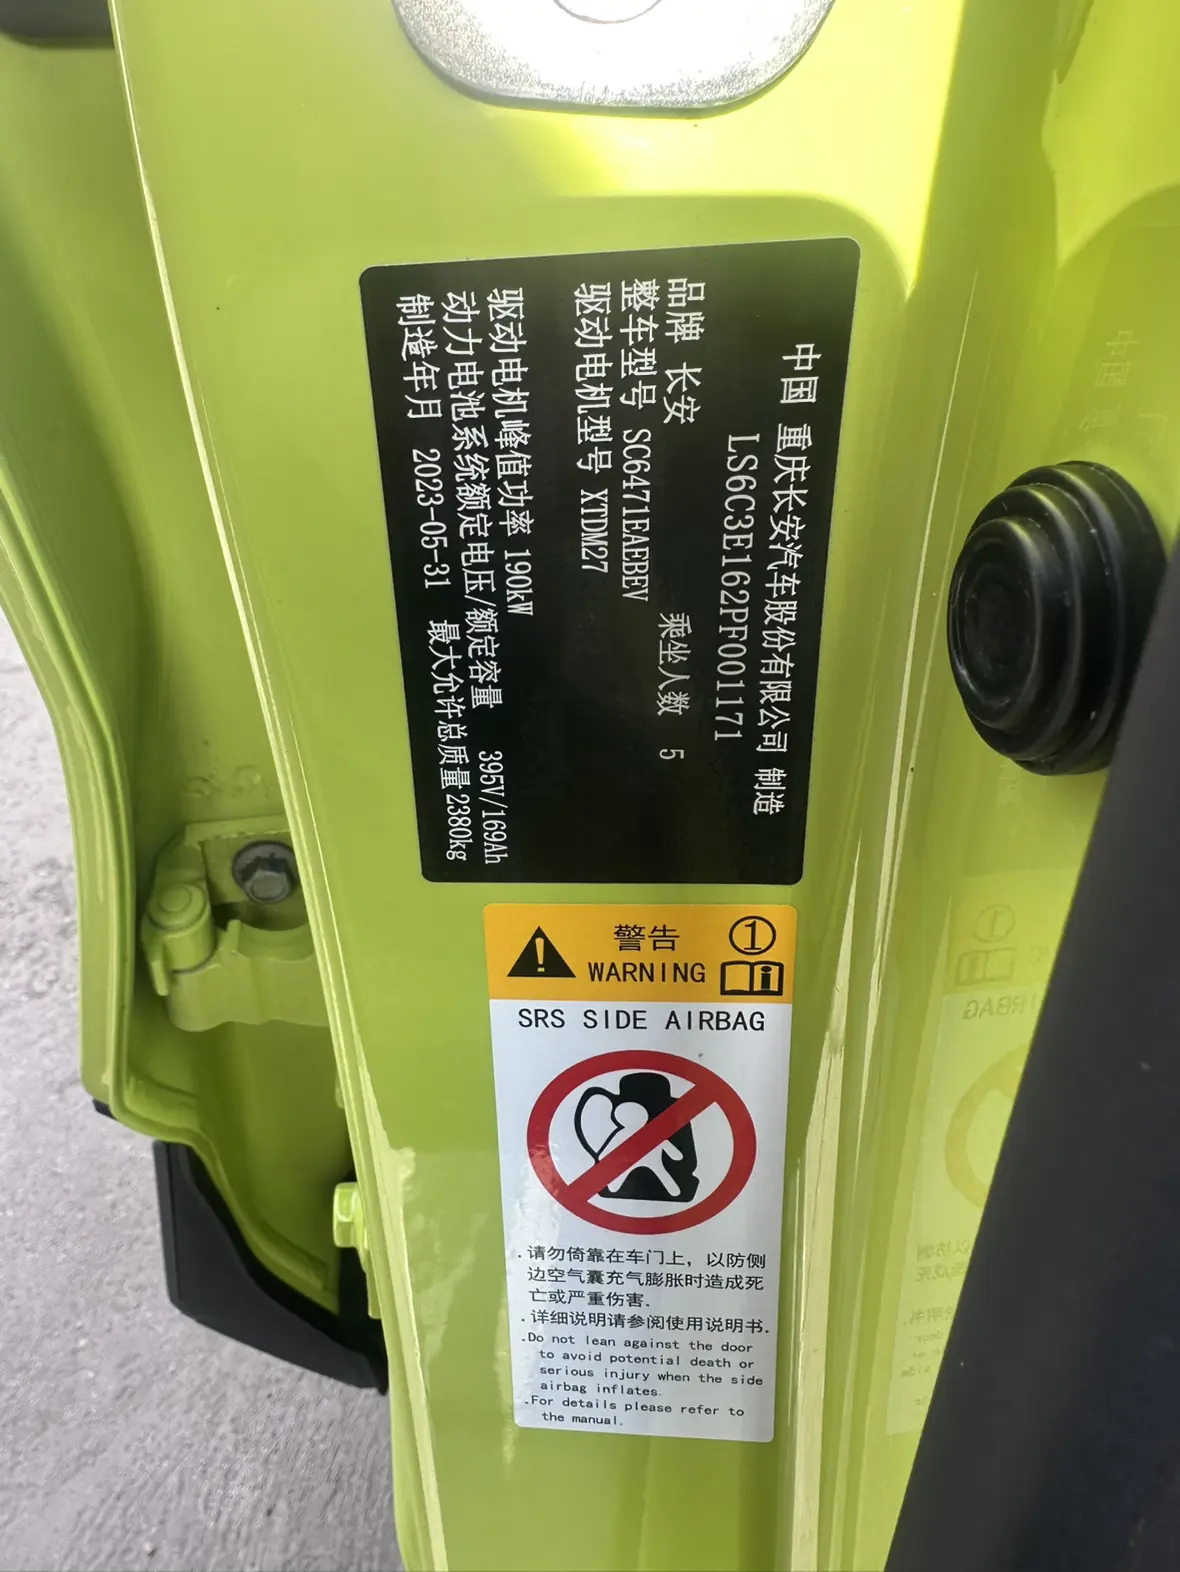 中国 重庆长安汽车股份有限公司 制造
LS6C3E162PF001171
品牌 长安
整车型号 SC6471EAEBEV 乘坐人数 5
驱动电机型号 XTDM27
驱动电机峰值功率 190kW
动力电池系统额定电压/额定容量 395V/169Ah
制造年月 2023-05-31 最大允许总质量 2380kg
警告 1
WARNING i
SRS SIDE AIRBAG
.请勿倚靠在车门上，以防侧
边空气囊充气膨胀时造成死
亡或严重伤害.
.详细说明请参阅使用说明书.
.Do not lean against the door
to avoid potential death or
serious injury when the side
airbag inflates.
.For details please refer to
the manual.